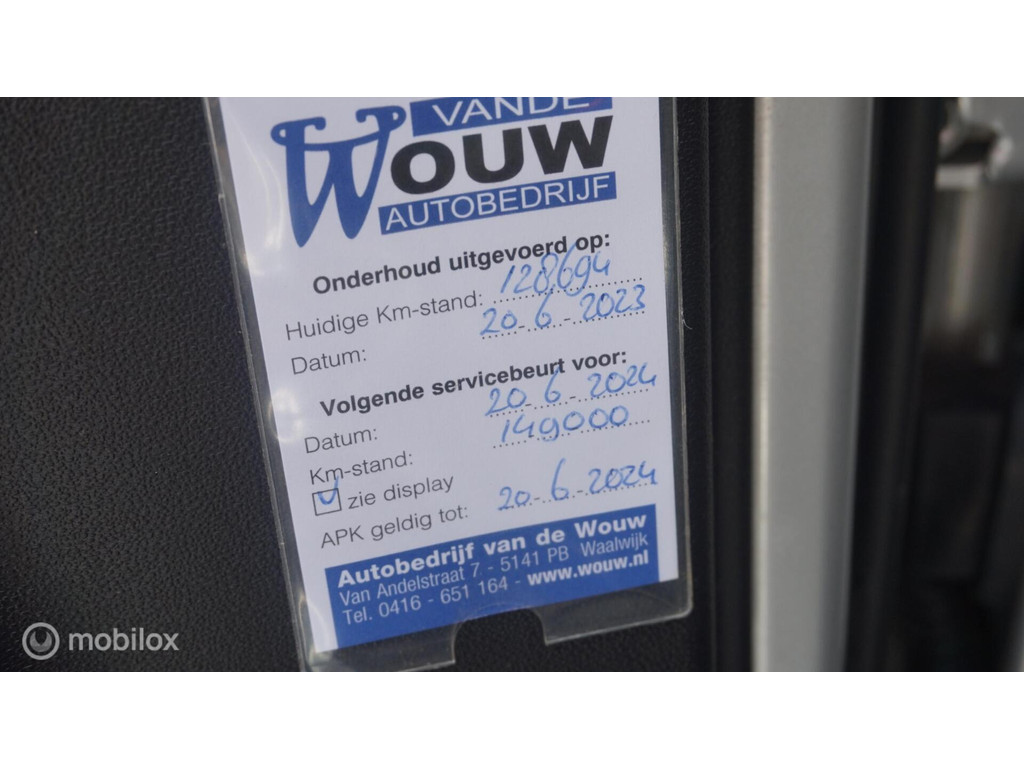 VANDE
WOUW
AUTOBEDRIJF
Onderhoud uitgevoerd op:
Huidige Km-stand: 128694
Datum: 20-6-2023
Volgende servicebeurt voor:
Datum: 20-6-2024
Km-stand: 149000
zie display
APK geldig tot: 20-6-2024
Autobedrijf van de Wouw
Van Andelstraat 7 - 5141 PB Waalwijk
Tel. 0416 - 651 164 - www.wouw.nl
mobilox